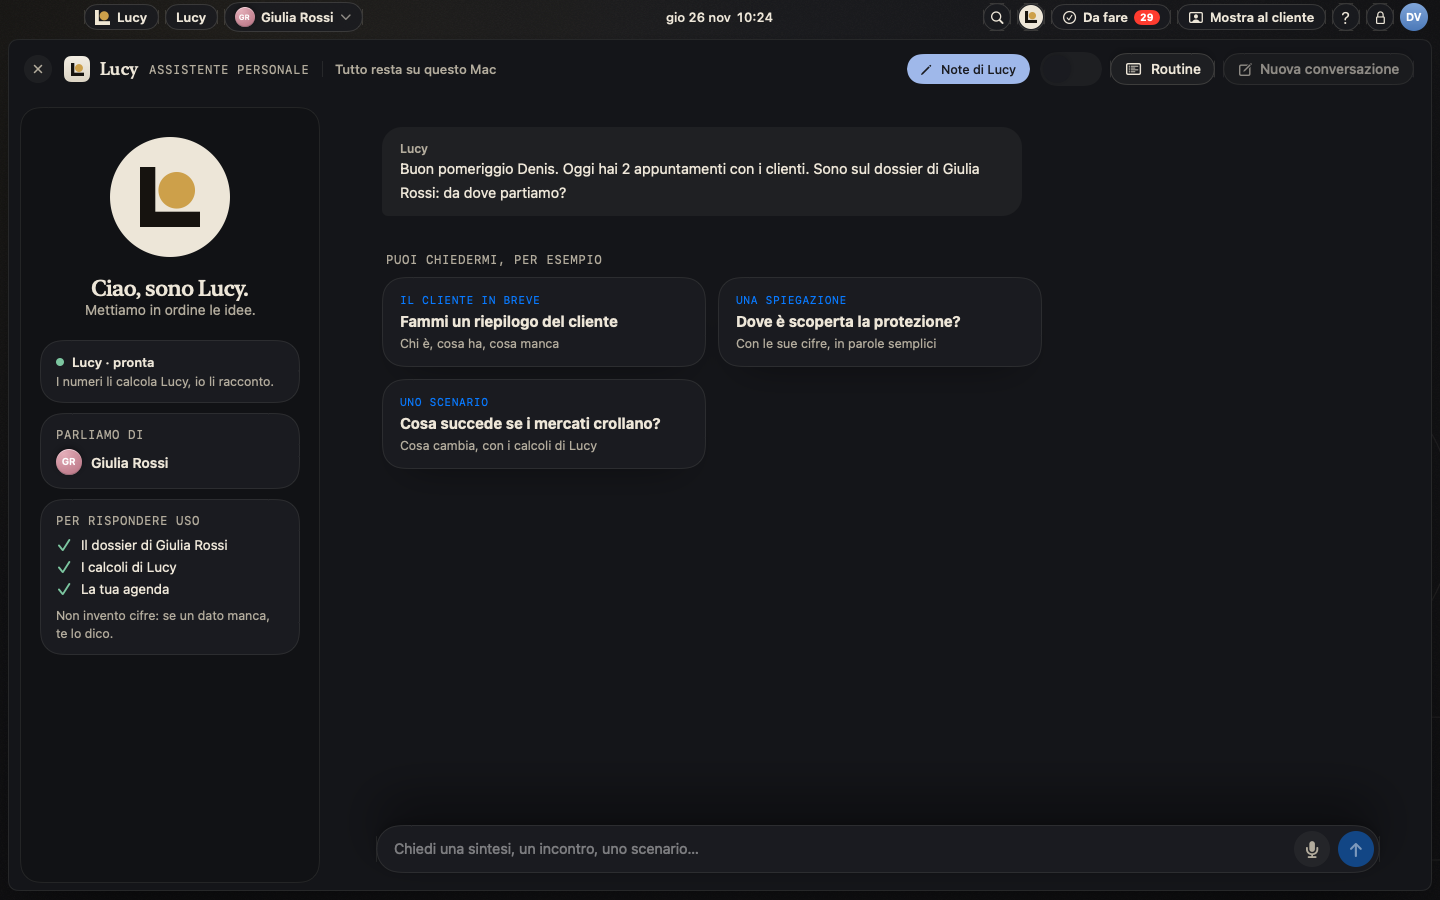 Lucy
Lucy
GR Giulia Rossi
gio 26 nov 10:24
Da fare 29
Mostra al cliente
?
DV
Lucy ASSISTENTE PERSONALE
Tutto resta su questo Mac
Note di Lucy
Routine
Nuova conversazione
Ciao, sono Lucy.
Mettiamo in ordine le idee.
Lucy · pronta
I numeri li calcola Lucy, io li racconto.
PARLIAMO DI
GR Giulia Rossi
PER RISPONDERE USO
Il dossier di Giulia Rossi
I calcoli di Lucy
La tua agenda
Non invento cifre: se un dato manca,
te lo dico.
Lucy
Buon pomeriggio Denis. Oggi hai 2 appuntamenti con i clienti. Sono sul dossier di Giulia
Rossi: da dove partiamo?
PUOI CHIEDERMI, PER ESEMPIO
IL CLIENTE IN BREVE
Fammi un riepilogo del cliente
Chi è, cosa ha, cosa manca
UNA SPIEGAZIONE
Dove è scoperta la protezione?
Con le sue cifre, in parole semplici
UNO SCENARIO
Cosa succede se i mercati crollano?
Cosa cambia, con i calcoli di Lucy
Chiedi una sintesi, un incontro, uno scenario...